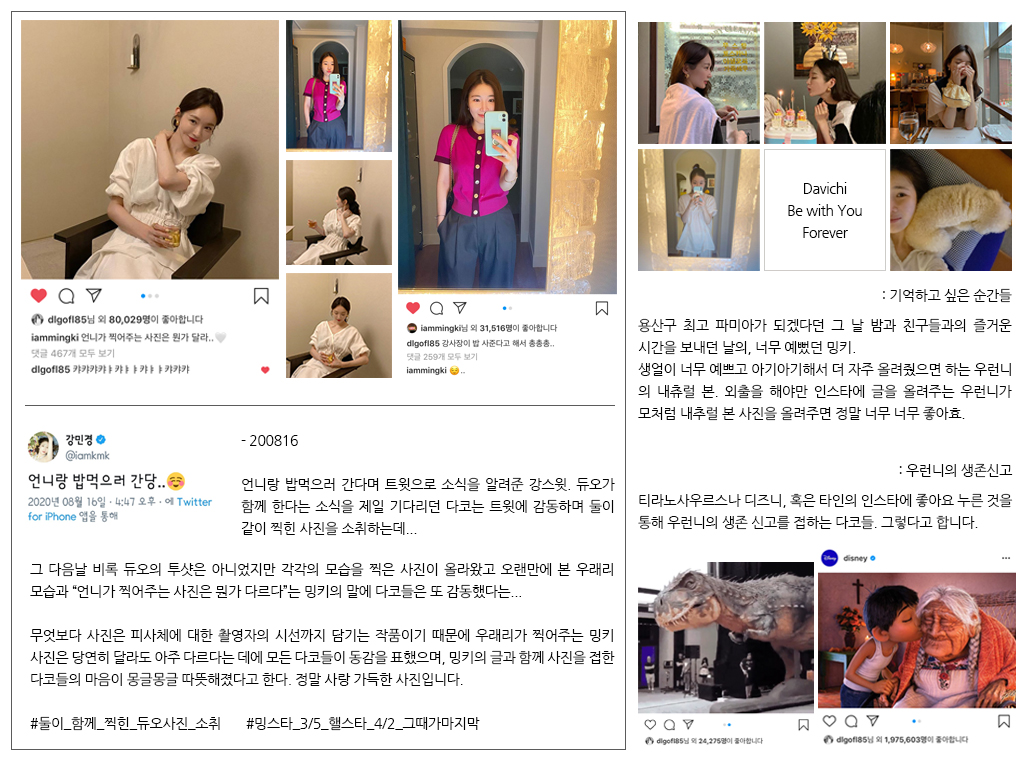 dlgofl85님 외 80,029명이 좋아합니다
iammingki 언니가 찍어주는 사진은 뭔가 달라..🤍
댓글 467개 모두 보기
dlgofl85 캬캬캬캬ㅑ캬ㅑㅑ캬ㅑ캬캬캬
iammingki님 외 31,516명이 좋아합니다
dlgofl85 강사장이 밥 사준다고 해서 총총총..
댓글 259개 모두 보기
iammingki 😌..
강민경
@iamkmk
언니랑 밥먹으러 간당..☺️
2020년 08월 16일 · 4:47 오후 · 에 Twitter
for iPhone 앱을 통해
- 200816
언니랑 밥먹으러 간다며 트윗으로 소식을 알려준 강스윗. 듀오가
함께 한다는 소식을 제일 기다리던 다코는 트윗에 감동하며 둘이
같이 찍힌 사진을 소취하는데...
그 다음날 비록 듀오의 투샷은 아니었지만 각각의 모습을 찍은 사진이 올라왔고 오랜만에 본 우래리
모습과 “언니가 찍어주는 사진은 뭔가 다르다”는 밍키의 말에 다코들은 또 감동했다는...
무엇보다 사진은 피사체에 대한 촬영자의 시선까지 담기는 작품이기 때문에 우래리가 찍어주는 밍키
사진은 당연히 달라도 아주 다르다는 데에 모든 다코들이 동감을 표했으며, 밍키의 글과 함께 사진을 접한
다코들의 마음이 몽글몽글 따뜻해졌다고 한다. 정말 사랑 가득한 사진입니다.
#둘이_함께_찍힌_듀오사진_소취 #밍스타_3/5_핼스타_4/2_그때가마지막
Davichi
Be with You
Forever
: 기억하고 싶은 순간들
용산구 최고 파미아가 되겠다던 그 날 밤과 친구들과의 즐거운
시간을 보내던 날의, 너무 예뻤던 밍키.
생얼이 너무 예쁘고 아기아기해서 더 자주 올려줬으면 하는 우런니
의 내츄럴 본. 외출을 해야만 인스타에 글을 올려주는 우런니가
모처럼 내추럴 본 사진을 올려주면 정말 너무 너무 좋아효.
: 우런니의 생존신고
티라노사우르스나 디즈니, 혹은 타인의 인스타에 좋아요 누른 것을
통해 우런니의 생존 신고를 접하는 다코들. 그렇다고 합니다.
disney
dlgofl85님 외 24,275명이 좋아합니다
dlgofl85님 외 1,975,603명이 좋아합니다